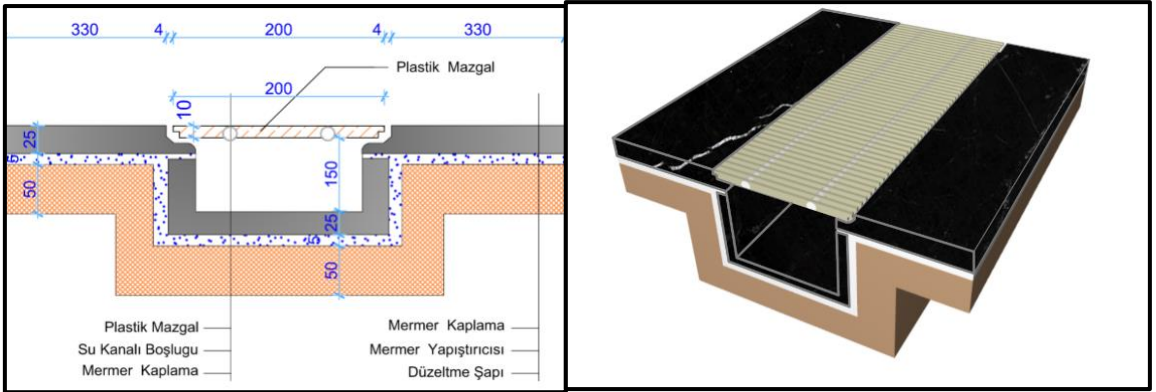 330 4 200 4 330
Plastik Mazgal
200
10
25
5
50
150
25
5
50
Plastik Mazgal
Su Kanalı Boşlugu
Mermer Kaplama
Mermer Kaplama
Mermer Yapıştırıcısı
Düzeltme Şapı